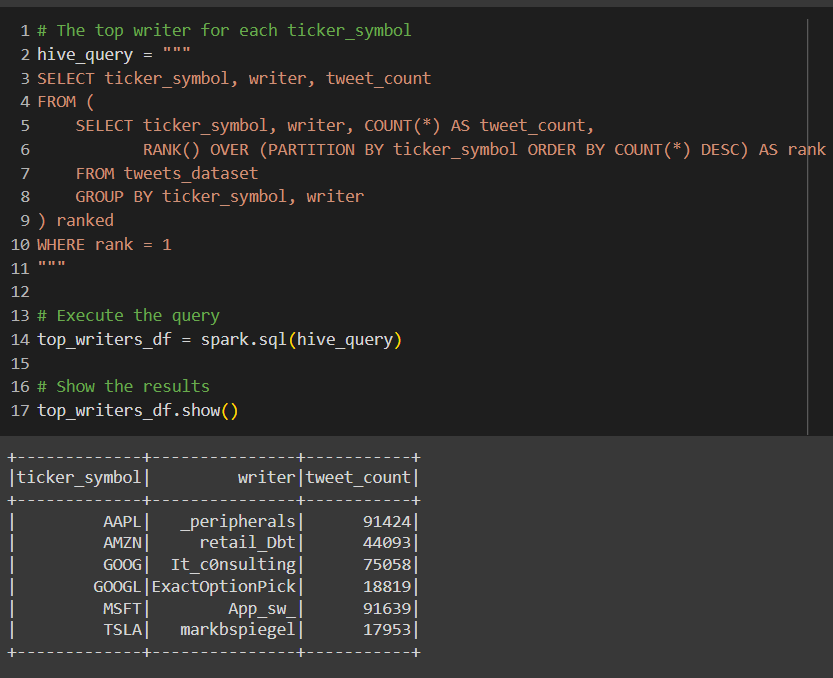 1 # The top writer for each ticker_symbol
2 hive_query = """
3 SELECT ticker_symbol, writer, tweet_count
4 FROM (
5     SELECT ticker_symbol, writer, COUNT(*) AS tweet_count,
6            RANK() OVER (PARTITION BY ticker_symbol ORDER BY COUNT(*) DESC) AS rank
7     FROM tweets_dataset
8     GROUP BY ticker_symbol, writer
9 ) ranked
10 WHERE rank = 1
11 """
12
13 # Execute the query
14 top_writers_df = spark.sql(hive_query)
15
16 # Show the results
17 top_writers_df.show()
+-------------+---------------+-----------+
|ticker_symbol|         writer|tweet_count|
+-------------+---------------+-----------+
|         AAPL|   _peripherals|      91424|
|         AMZN|     retail_Dbt|      44093|
|         GOOG|  It_c0nsulting|      75058|
|        GOOGL|ExactOptionPick|      18819|
|         MSFT|        App_sw_|      91639|
|         TSLA|   markbspiegel|      17953|
+-------------+---------------+-----------+